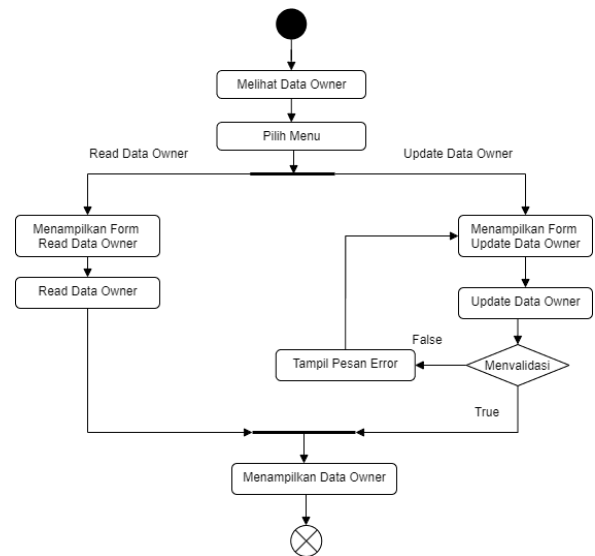 Melihat Data Owner
Pilih Menu
Read Data Owner
Update Data Owner
Menampilkan Form
Read Data Owner
Menampilkan Form
Update Data Owner
Read Data Owner
Update Data Owner
False
Tampil Pesan Error
Menvalidasi
True
Menampilkan Data Owner